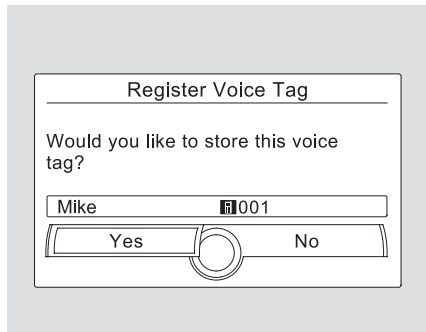 Register Voice Tag
Would you like to store this voice
tag?
Mike 001
Yes No